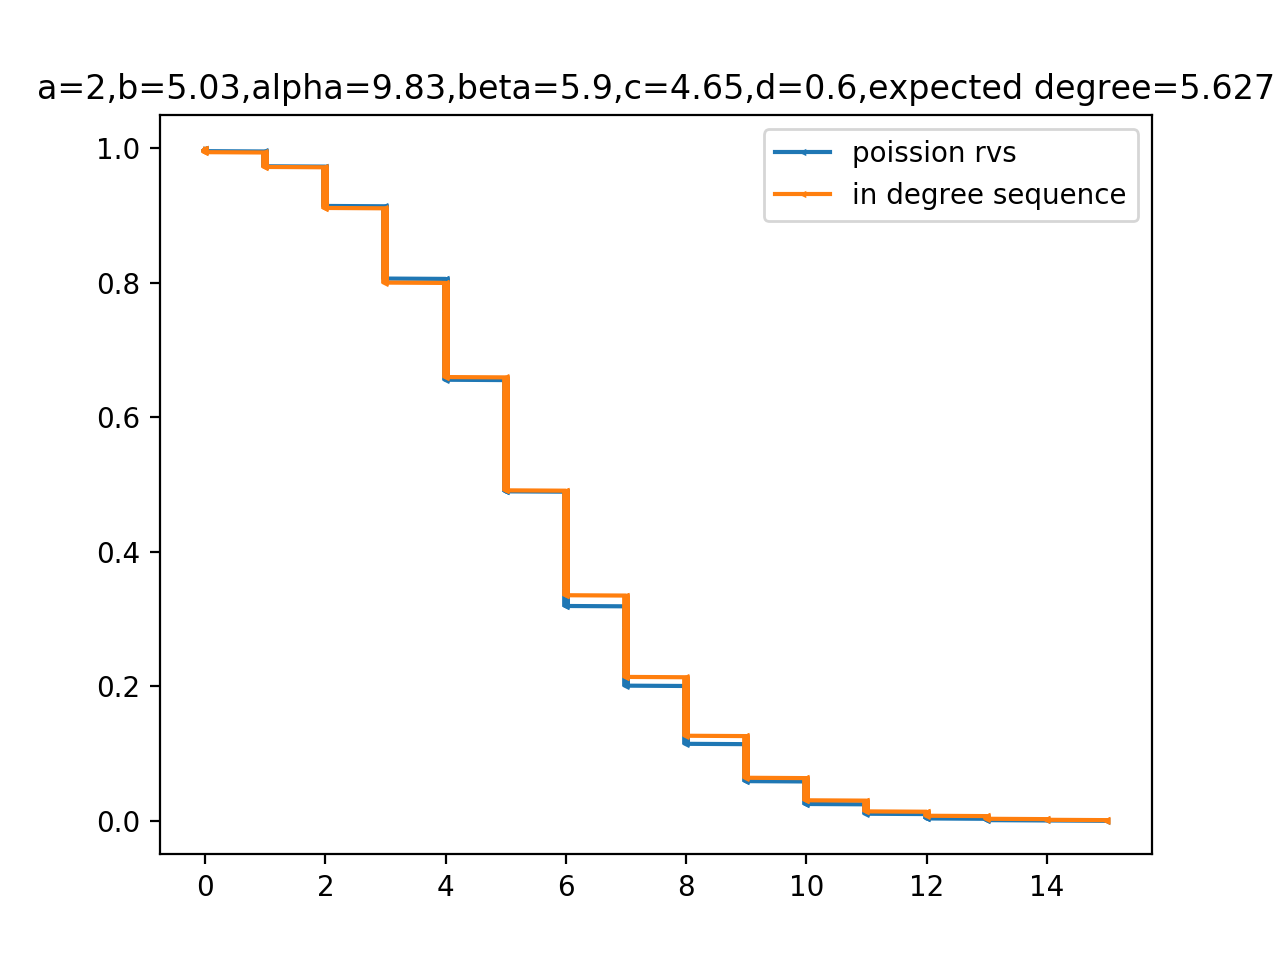 a=2,b=5.03,alpha=9.83,beta=5.9,c=4.65,d=0.6,expected degree=5.627
poission rvs
in degree sequence
1.0
0.8
0.6
0.4
0.2
0.0
0 2 4 6 8 10 12 14